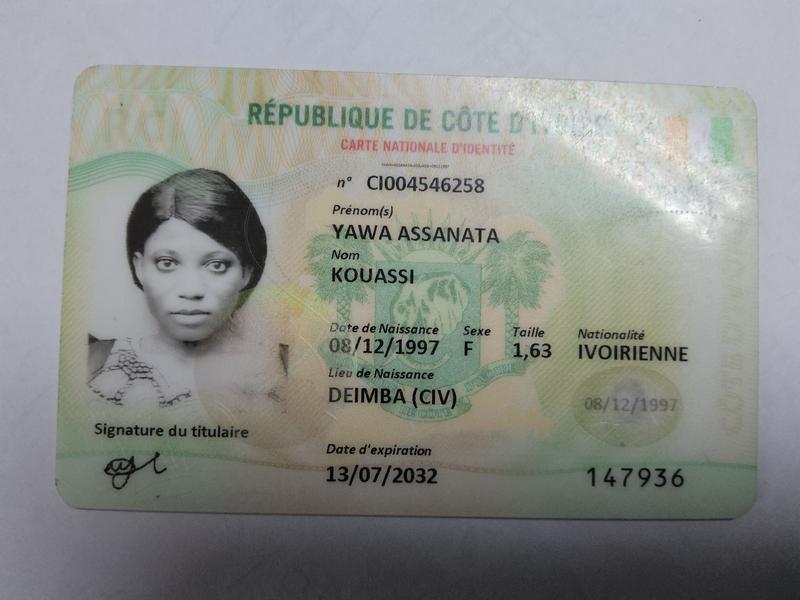 RÉPUBLIQUE DE CÔTE
CARTE NATIONALE D'IDENTITÉ
n° CI004546258
Prénom(s)
YAWA ASSANATA
Nom
KOUASSI
Date de Naissance Sexe Taille Nationalité
08/12/1997 F 1,63 IVOIRIENNE
Lieu de Naissance
DEIMBA (CIV)
08/12/1997
Signature du titulaire
Date d'expiration
13/07/2032
147936